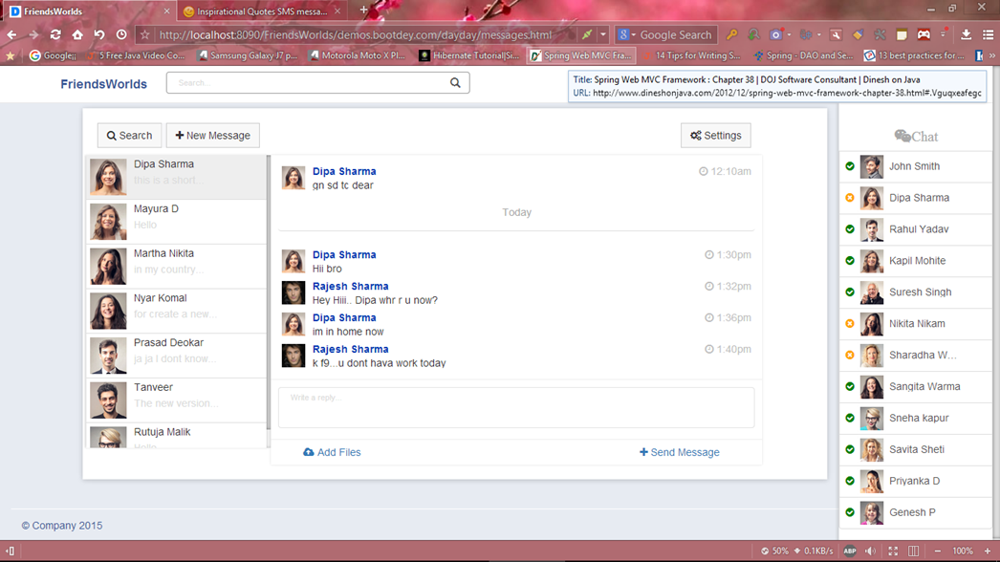 FriendsWorlds
Inspirational Quotes SMS messa...
http://localhost:8090/FriendsWorlds/demos.bootdey.com/dayday/messages.html
Google Search
Google;;
5 Free Java Video Co...
Samsung Galaxy J7 p...
Motorola Moto X Pl...
Hibernate Tutorial|Si...
Spring Web MVC Fra...
14 Tips for Writing S...
Spring - DAO and Se...
13 best practices for ...
Title: Spring Web MVC Framework : Chapter 38 | DOJ Software Consultant | Dinesh on Java
URL: http://www.dineshonjava.com/2012/12/spring-web-mvc-framework-chapter-38.html#.Vguqxeafegc
FriendsWorlds
Search...
Search
New Message
Settings
Dipa Sharma
this is a short...
Mayura D
Hello
Martha Nikita
in my country...
Nyar Komal
for create a new...
Prasad Deokar
ja ja I dont know...
Tanveer
The new version...
Rutuja Malik
Hello
Dipa Sharma 12:10am
gn sd tc dear
Today
Dipa Sharma 1:30pm
Hii bro
Rajesh Sharma 1:32pm
Hey Hiii.. Dipa whr r u now?
Dipa Sharma 1:36pm
im in home now
Rajesh Sharma 1:40pm
k f9...u dont hava work today
Write a reply...
Add Files
Send Message
Chat
John Smith
Dipa Sharma
Rahul Yadav
Kapil Mohite
Suresh Singh
Nikita Nikam
Sharadha W...
Sangita Warma
Sneha kapur
Savita Sheti
Priyanka D
Genesh P
© Company 2015
50%
0.1KB/s
ABP
100%